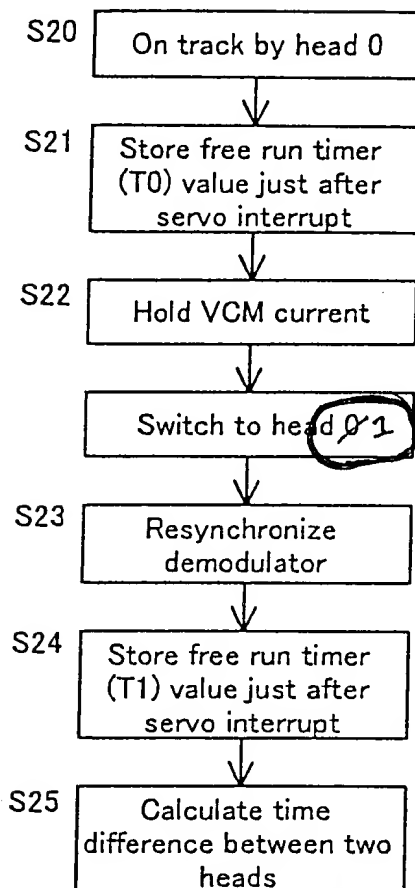 S20
On track by head 0
S21
Store free run timer
(T0) value just after
servo interrupt
S22
Hold VCM current
Switch to head 0 1
S23
Resynchronize
demodulator
S24
Store free run timer
(T1) value just after
servo interrupt
S25
Calculate time
difference between two
heads